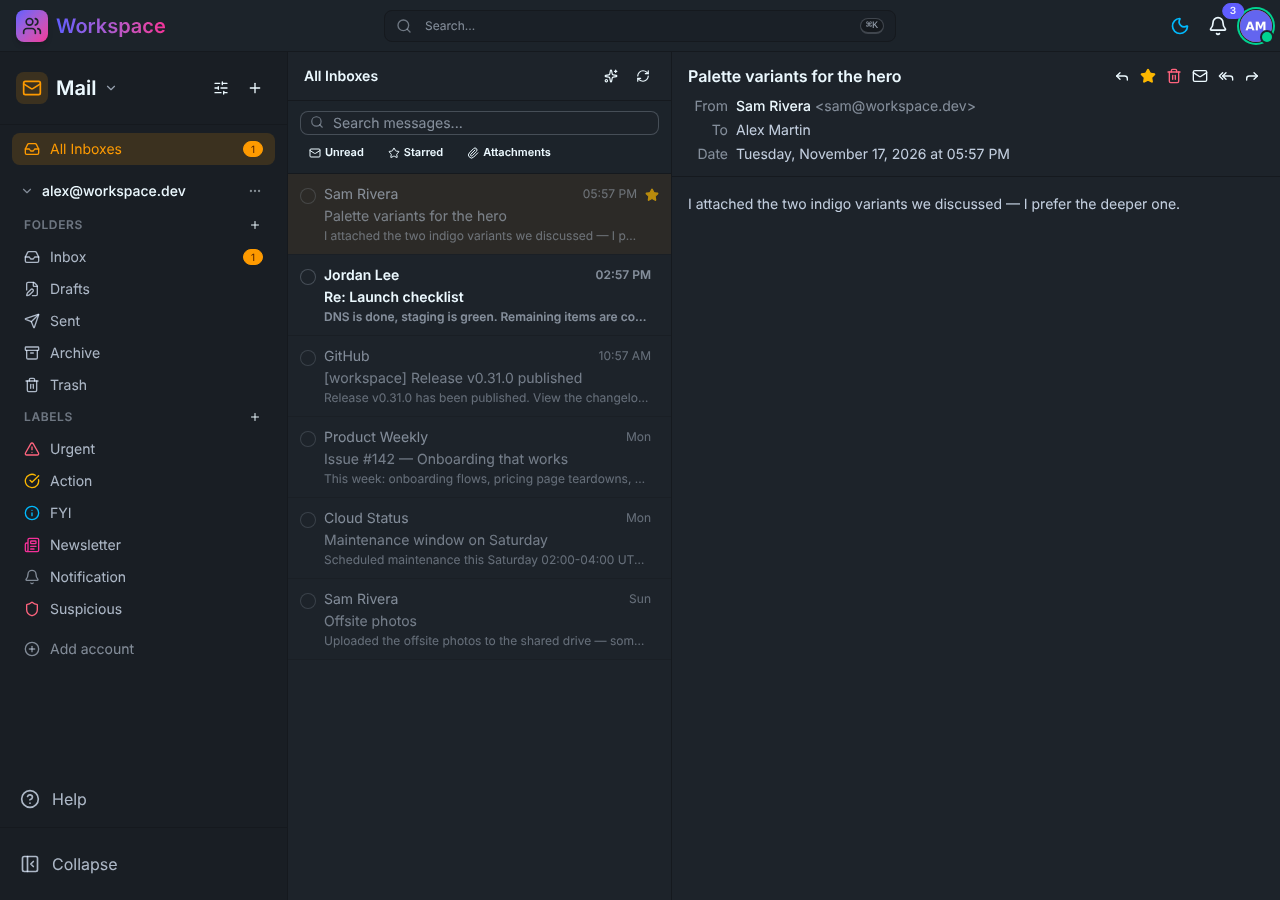 Workspace
Search...
⌘K
3
AM
Mail
All Inboxes
1
alex@workspace.dev
FOLDERS
Inbox
1
Drafts
Sent
Archive
Trash
LABELS
Urgent
Action
FYI
Newsletter
Notification
Suspicious
Add account
Help
Collapse
All Inboxes
Search messages...
Unread
Starred
Attachments
Sam Rivera
05:57 PM
Palette variants for the hero
I attached the two indigo variants we discussed — I p...
Jordan Lee
02:57 PM
Re: Launch checklist
DNS is done, staging is green. Remaining items are co...
GitHub
10:57 AM
[workspace] Release v0.31.0 published
Release v0.31.0 has been published. View the changelo...
Product Weekly
Mon
Issue #142 — Onboarding that works
This week: onboarding flows, pricing page teardowns, ...
Cloud Status
Mon
Maintenance window on Saturday
Scheduled maintenance this Saturday 02:00-04:00 UT...
Sam Rivera
Sun
Offsite photos
Uploaded the offsite photos to the shared drive — som...
Palette variants for the hero
From Sam Rivera <sam@workspace.dev>
To Alex Martin
Date Tuesday, November 17, 2026 at 05:57 PM
I attached the two indigo variants we discussed — I prefer the deeper one.